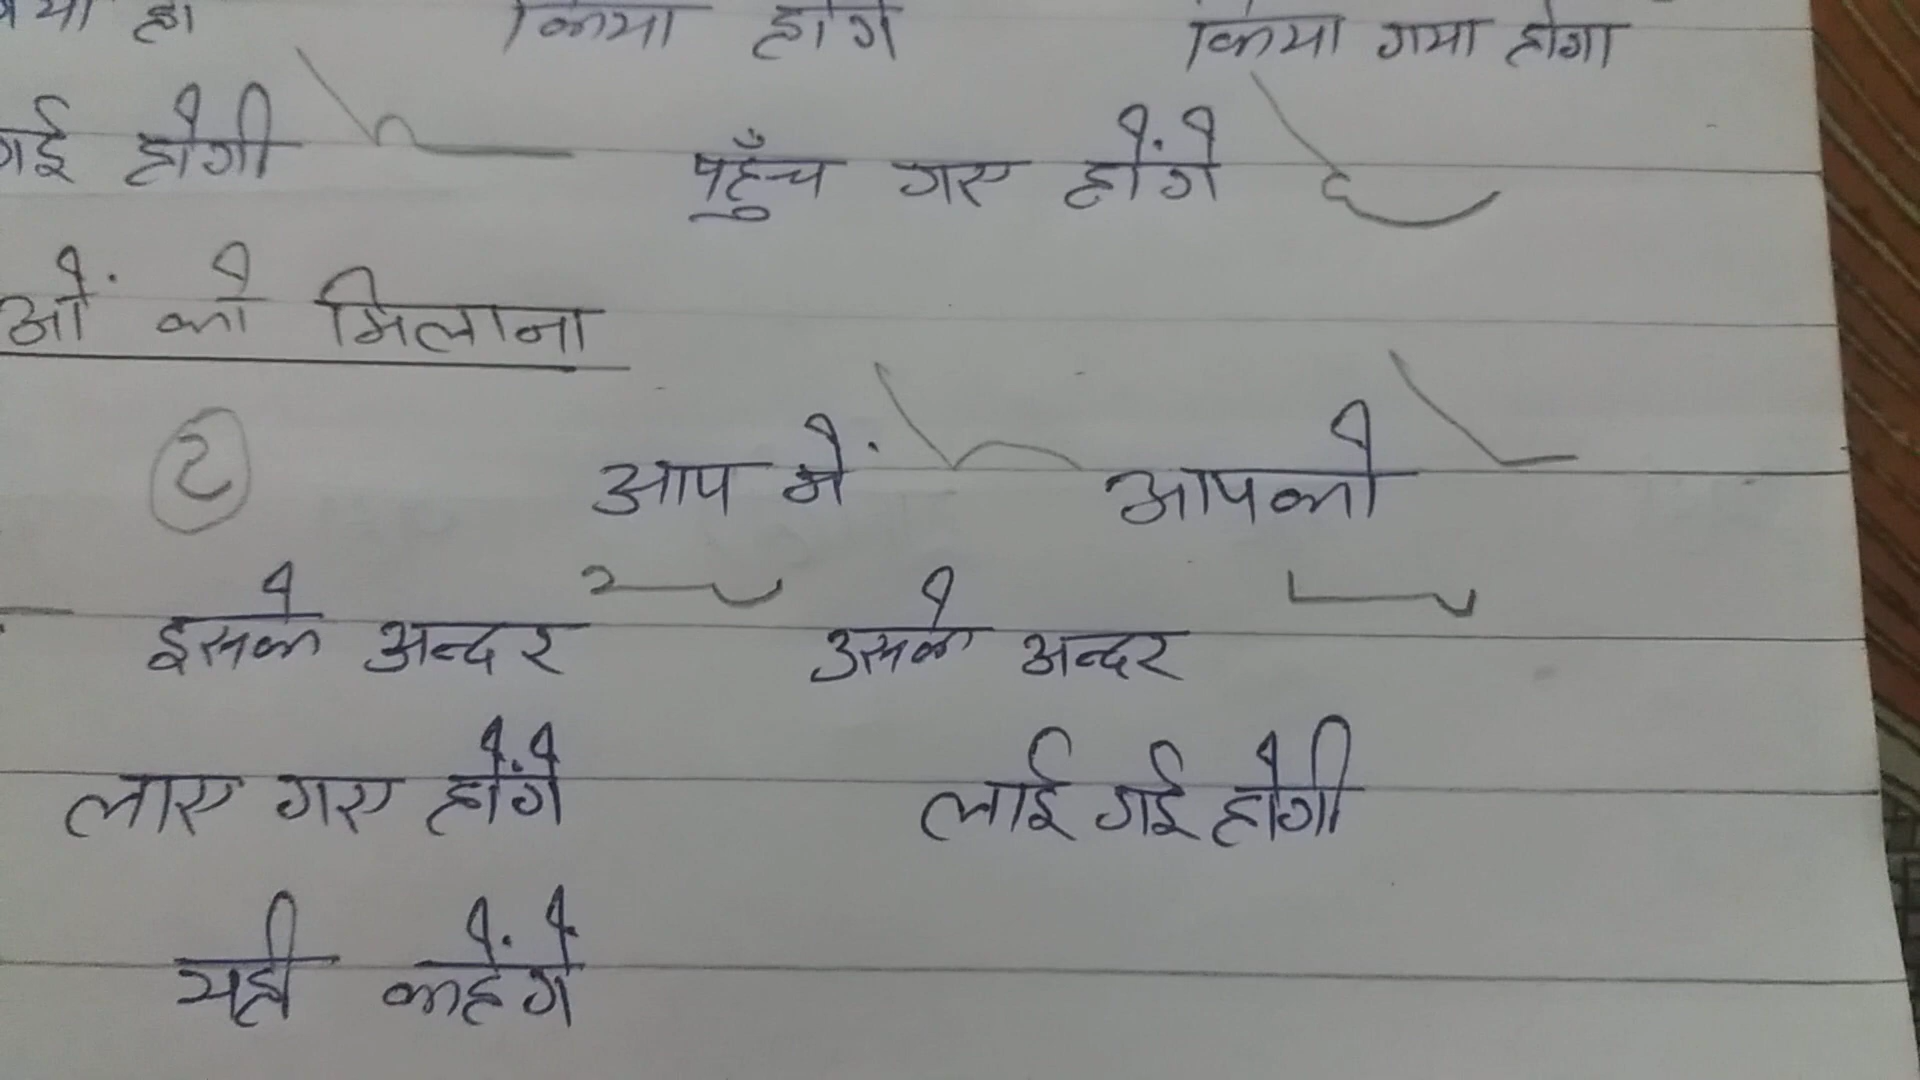 किया होगे किया गया होगा
गई होगी पहुँच गए होंगे
ओं को मिलाना
2 आप में आपको
इसके अन्दर उसके अन्दर
लाए गए होंगे लाई गई होगी
यही कहेंगे